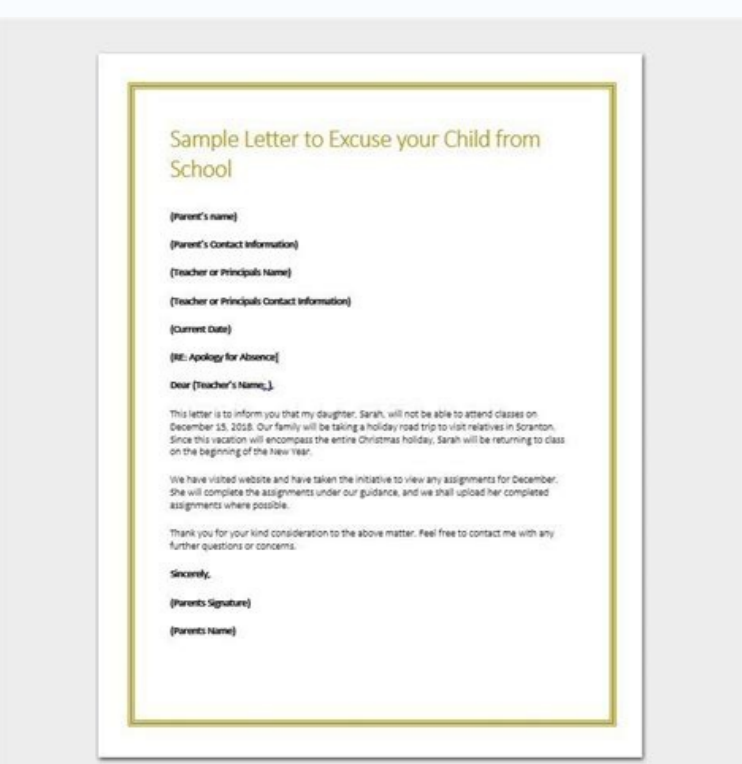 Sample Letter to Excuse your Child from
School
(Parent's name)
(Parent's Contact Information)
(Teacher or Principals Name)
(Teacher or Principals Contact Information)
(Current Date)
(RE: Apology for Absence[
Dear (Teacher's Name;,),
This letter is to inform you that my daughter, Sarah, will not be able to attend classes on
December 15, 2018. Our family will be taking a holiday road trip to visit relatives in Scranton.
Since this vacation will encompass the entire Christmas holiday, Sarah will be returning to class
on the beginning of the New Year.
We have visited website and have taken the initiative to view any assignments for December.
She will complete the assignments under our guidance, and we shall upload her completed
assignments where possible.
Thank you for your kind consideration to the above matter. Feel free to contact me with any
further questions or concerns.
Sincerely,
(Parents Signature)
(Parents Name)